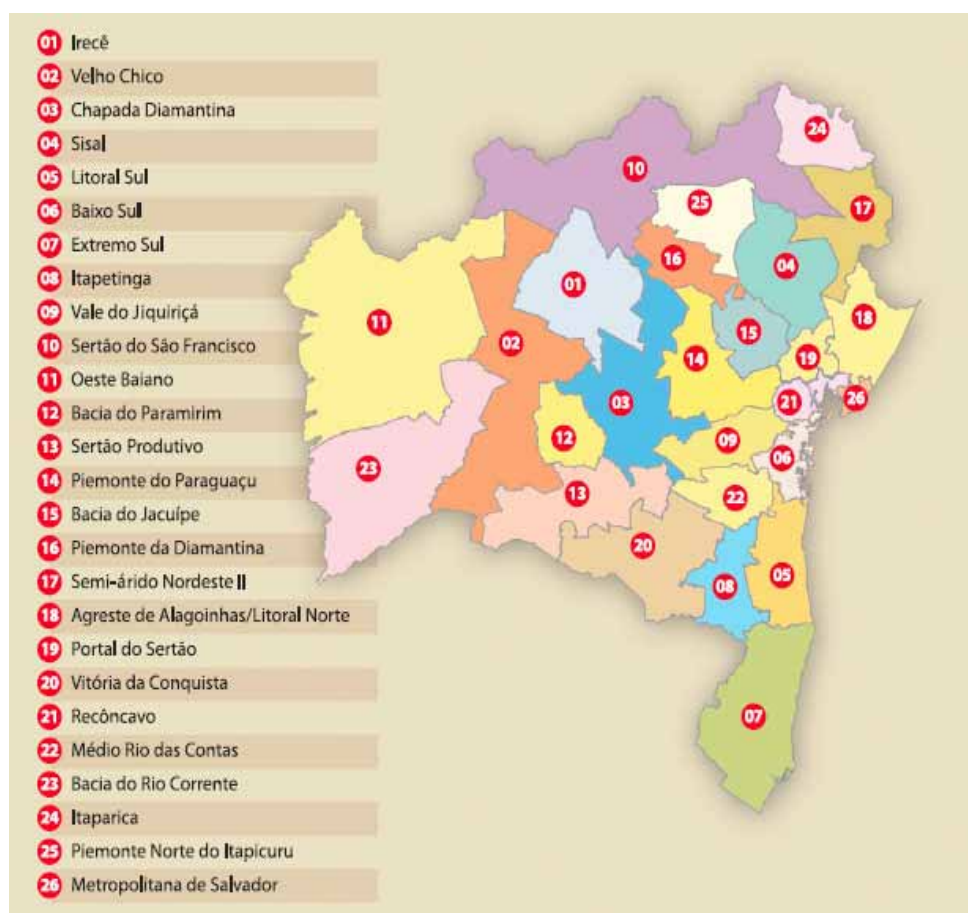 01 Irecê
02 Velho Chico
03 Chapada Diamantina
04 Sisal
05 Litoral Sul
06 Baixo Sul
07 Extremo Sul
08 Itapetinga
09 Vale do Jiquiriçá
10 Sertão do São Francisco
11 Oeste Baiano
12 Bacia do Paramirim
13 Sertão Produtivo
14 Piemonte do Paraguaçu
15 Bacia do Jacuípe
16 Piemonte da Diamantina
17 Semi-árido Nordeste II
18 Agreste de Alagoinhas/Litoral Norte
19 Portal do Sertão
20 Vitória da Conquista
21 Recôncavo
22 Médio Rio das Contas
23 Bacia do Rio Corrente
24 Itaparica
25 Piemonte Norte do Itapicuru
26 Metropolitana de Salvador
24
10
25
17
16
04
01
11
18
15
02
14
19
03
21
26
12
09
06
23
13
22
20
05
08
07